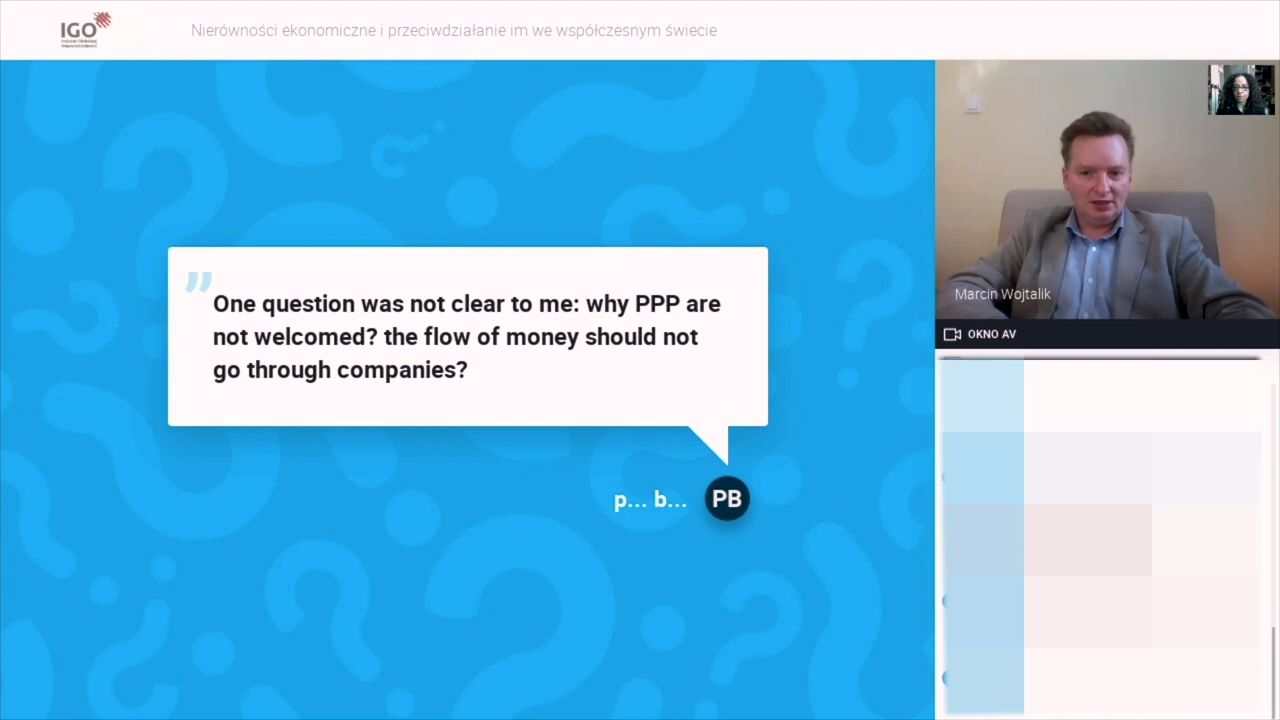 IGO
Nierówności ekonomiczne i przeciwdziałanie im we współczesnym świecie
”
One question was not clear to me: why PPP are
not welcomed? the flow of money should not
go through companies?
p... b...
PB
Marcin Wojtalik
OKNO AV